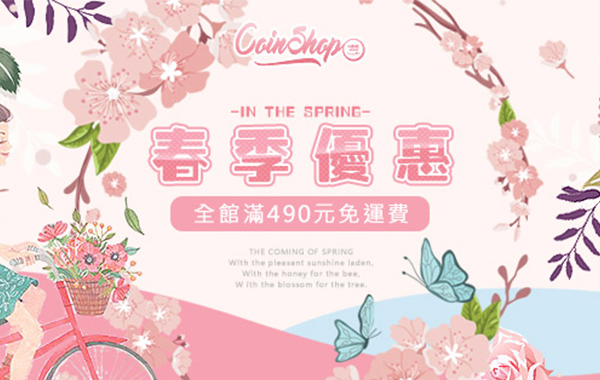 CoinShop
-IN THE SPRING-
春季優惠
全館滿490元免運費
THE COMING OF SPRING
With the pleesent sunshine laden,
With the honey for the bee,
With the blossom for the tree.